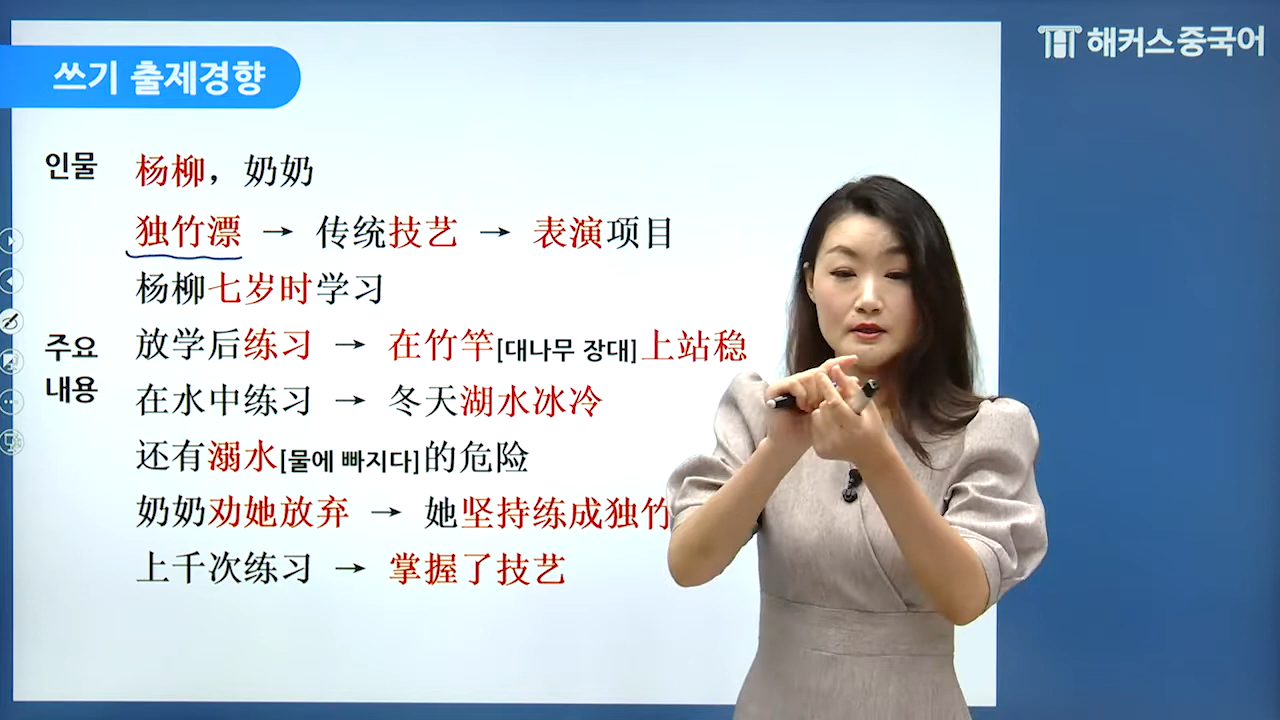 해커스중국어
쓰기 출제경향
인물 杨柳，奶奶
独竹漂 → 传统技艺 → 表演项目
杨柳七岁时学习
주요 내용
放学后练习 → 在竹竿[대나무 장대]上站稳
在水中练习 → 冬天湖水冰冷
还有溺水[물에 빠지다]的危险
奶奶劝她放弃 → 她坚持练成独竹
上千次练习 → 掌握了技艺